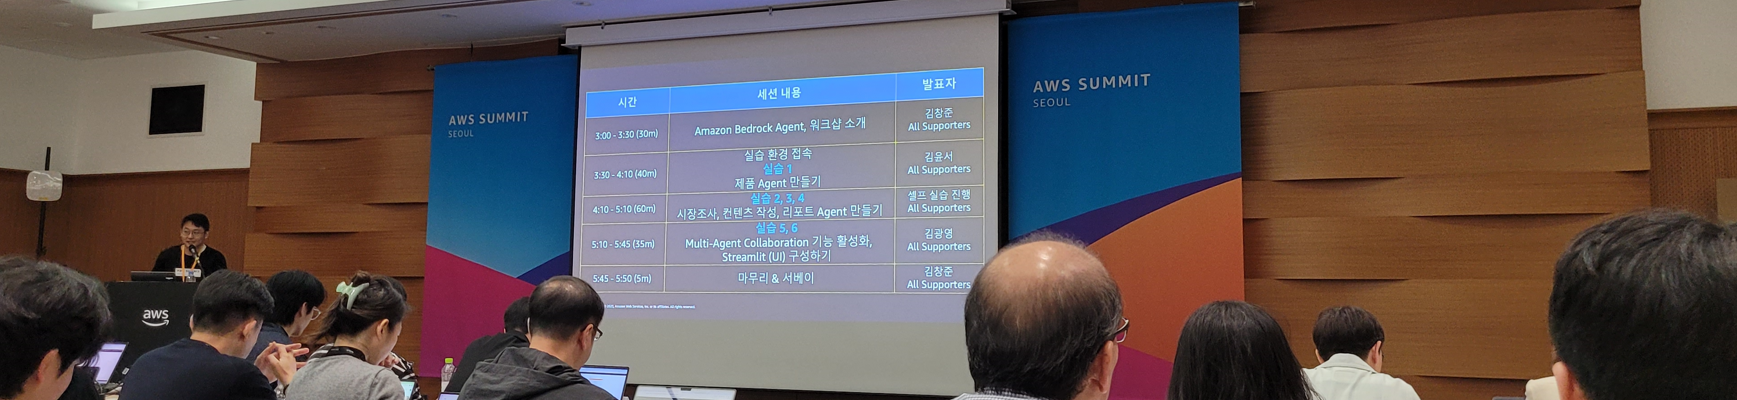 AWS SUMMIT
SEOUL
시간
세션 내용
발표자
3:00 - 3:30 (30m)
Amazon Bedrock Agent, 워크샵 소개
김창준
All Supporters
3:30 - 4:10 (40m)
실습 환경 접속
실습 1
제품 Agent 만들기
김윤서
All Supporters
4:10 - 5:10 (60m)
실습 2, 3, 4
시장조사, 컨텐츠 작성, 리포트 Agent 만들기
셀프 실습 진행
All Supporters
5:10 - 5:45 (35m)
실습 5, 6
Multi-Agent Collaboration 기능 활성화,
Streamlit (UI) 구성하기
김광영
All Supporters
5:45 - 5:50 (5m)
마무리 & 서베이
김창준
All Supporters
AWS SUMMIT
SEOUL
aws